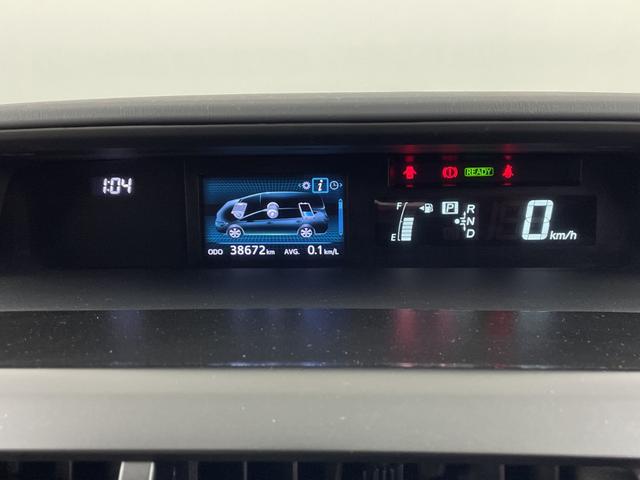 1:04
i
ODO 38672 km AVG. 0.1 km/L
READY
F
E
P
R
N
D
0 km/h